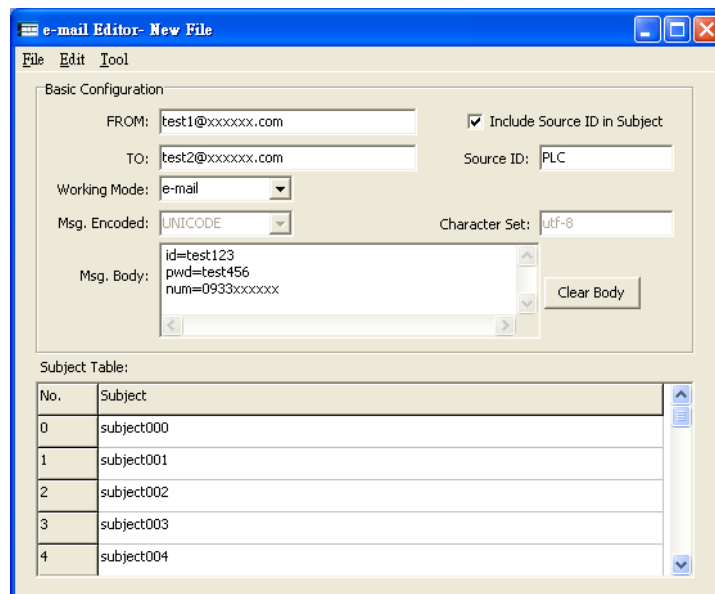 e-mail Editor- New File
File Edit Tool
Basic Configuration
FROM: test1@xxxxxx.com Include Source ID in Subject
TO: test2@xxxxxx.com Source ID: PLC
Working Mode: e-mail
Msg. Encoded: UNICODE Character Set: utf-8
Msg. Body: id=test123
pwd=test456
num=0933xxxxxx
Clear Body
Subject Table:
No. Subject
0 subject000
1 subject001
2 subject002
3 subject003
4 subject004